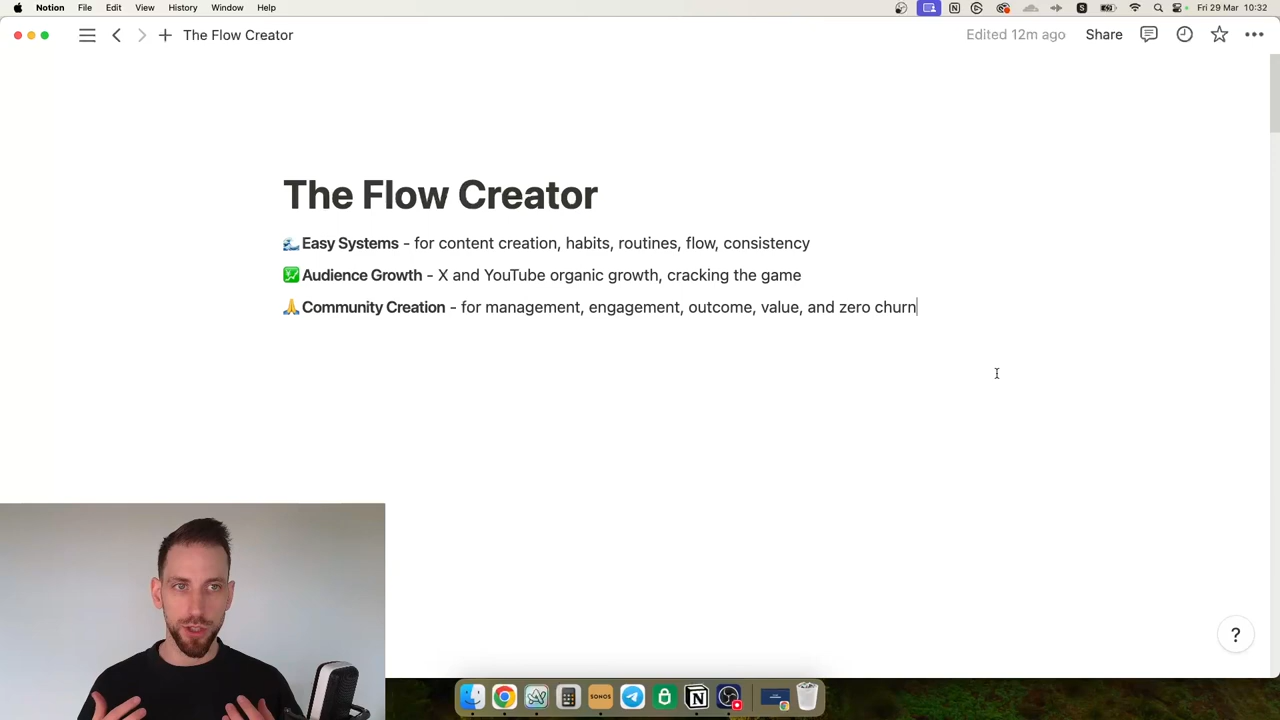 Notion File Edit View History Window Help Fri 29 Mar 10:32
The Flow Creator Edited 12m ago Share
The Flow Creator
Easy Systems - for content creation, habits, routines, flow, consistency
Audience Growth - X and YouTube organic growth, cracking the game
Community Creation - for management, engagement, outcome, value, and zero churn
?
SONOS